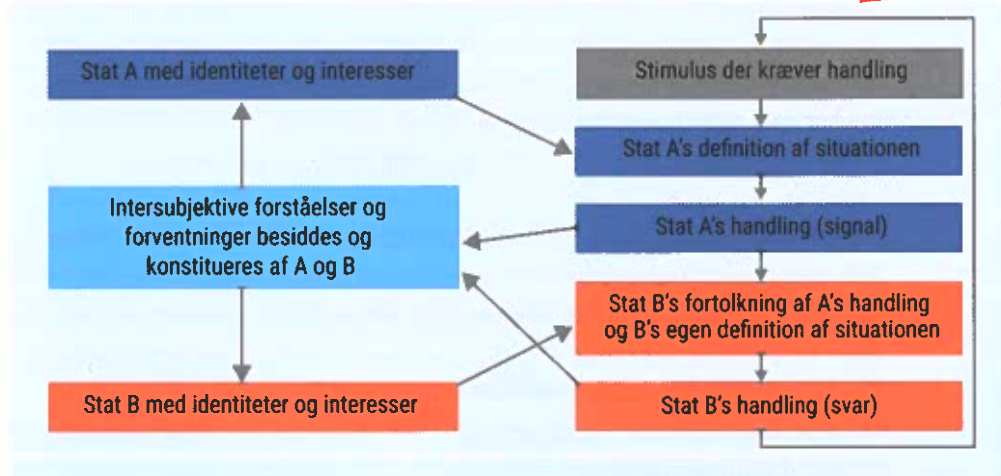 Stat A med identiteter og interesser
Stimulus der kræver handling
Stat A's definition af situationen
Intersubjektive forståelser og
forventninger besiddes og
konstitueres af A og B
Stat A's handling (signal)
Stat B's fortolkning af A's handling
og B's egen definition af situationen
Stat B med identiteter og interesser
Stat B's handling (svar)